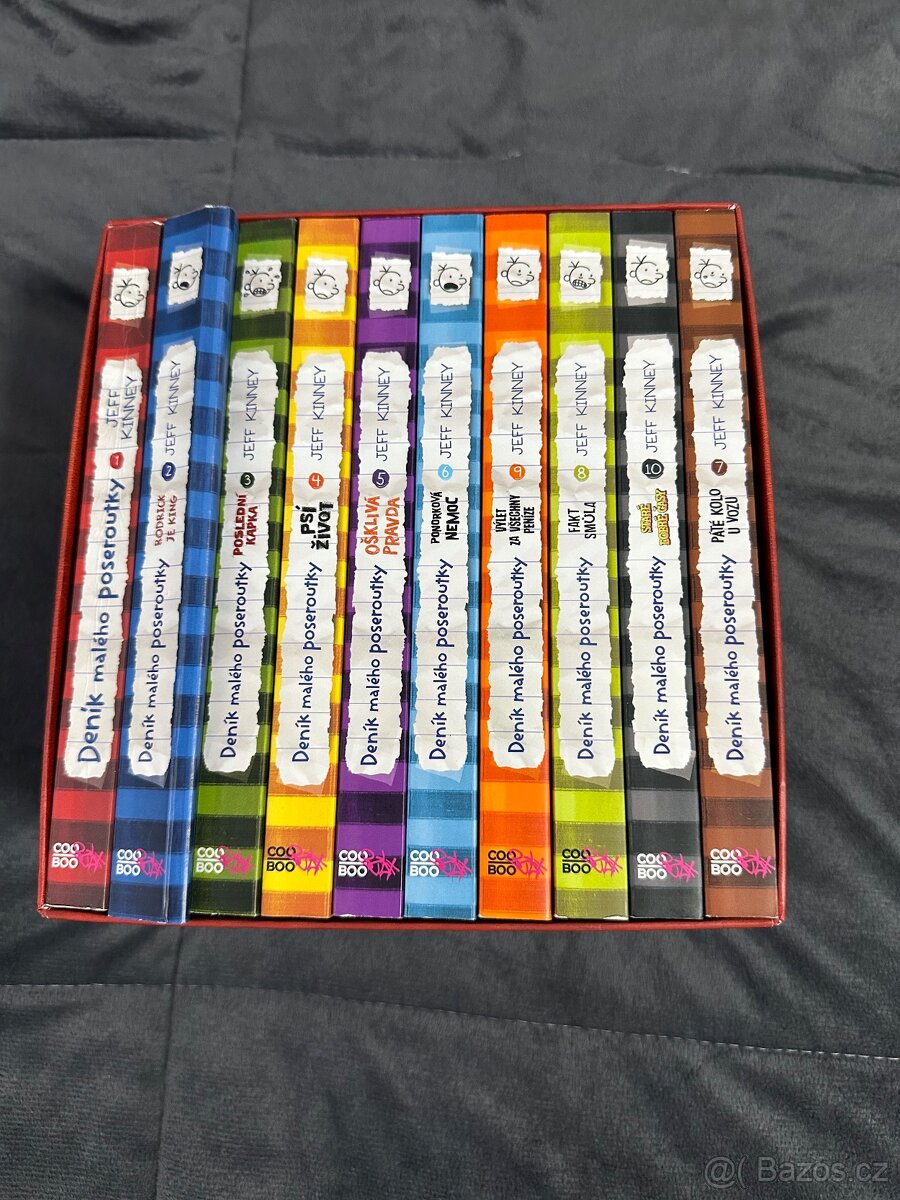 Deník malého poseroutky 1 JEFF KINNEY
COO BOO
Deník malého poseroutky RODRICK JE KING 2 JEFF KINNEY
COO BOO
Deník malého poseroutky POSLEDNÍ KAPKA 3 JEFF KINNEY
COO BOO
Deník malého poseroutky PSÍ ŽIVOT 4 JEFF KINNEY
COO BOO
Deník malého poseroutky OŠKLIVÁ PRAVDA 5 JEFF KINNEY
COO BOO
Deník malého poseroutky PONORKOVÁ NEMOC 6 JEFF KINNEY
COO BOO
Deník malého poseroutky VÝLET ZA VŠECHNY PENÍZE 9 JEFF KINNEY
COO BOO
Deník malého poseroutky FAKT SMŮLA 8 JEFF KINNEY
COO BOO
Deník malého poseroutky STARÉ DOBRÉ ČASY 10 JEFF KINNEY
COO BOO
Deník malého poseroutky PÁTÉ KOLO U VOZU 7 JEFF KINNEY
COO BOO
@( Bazoš.cz